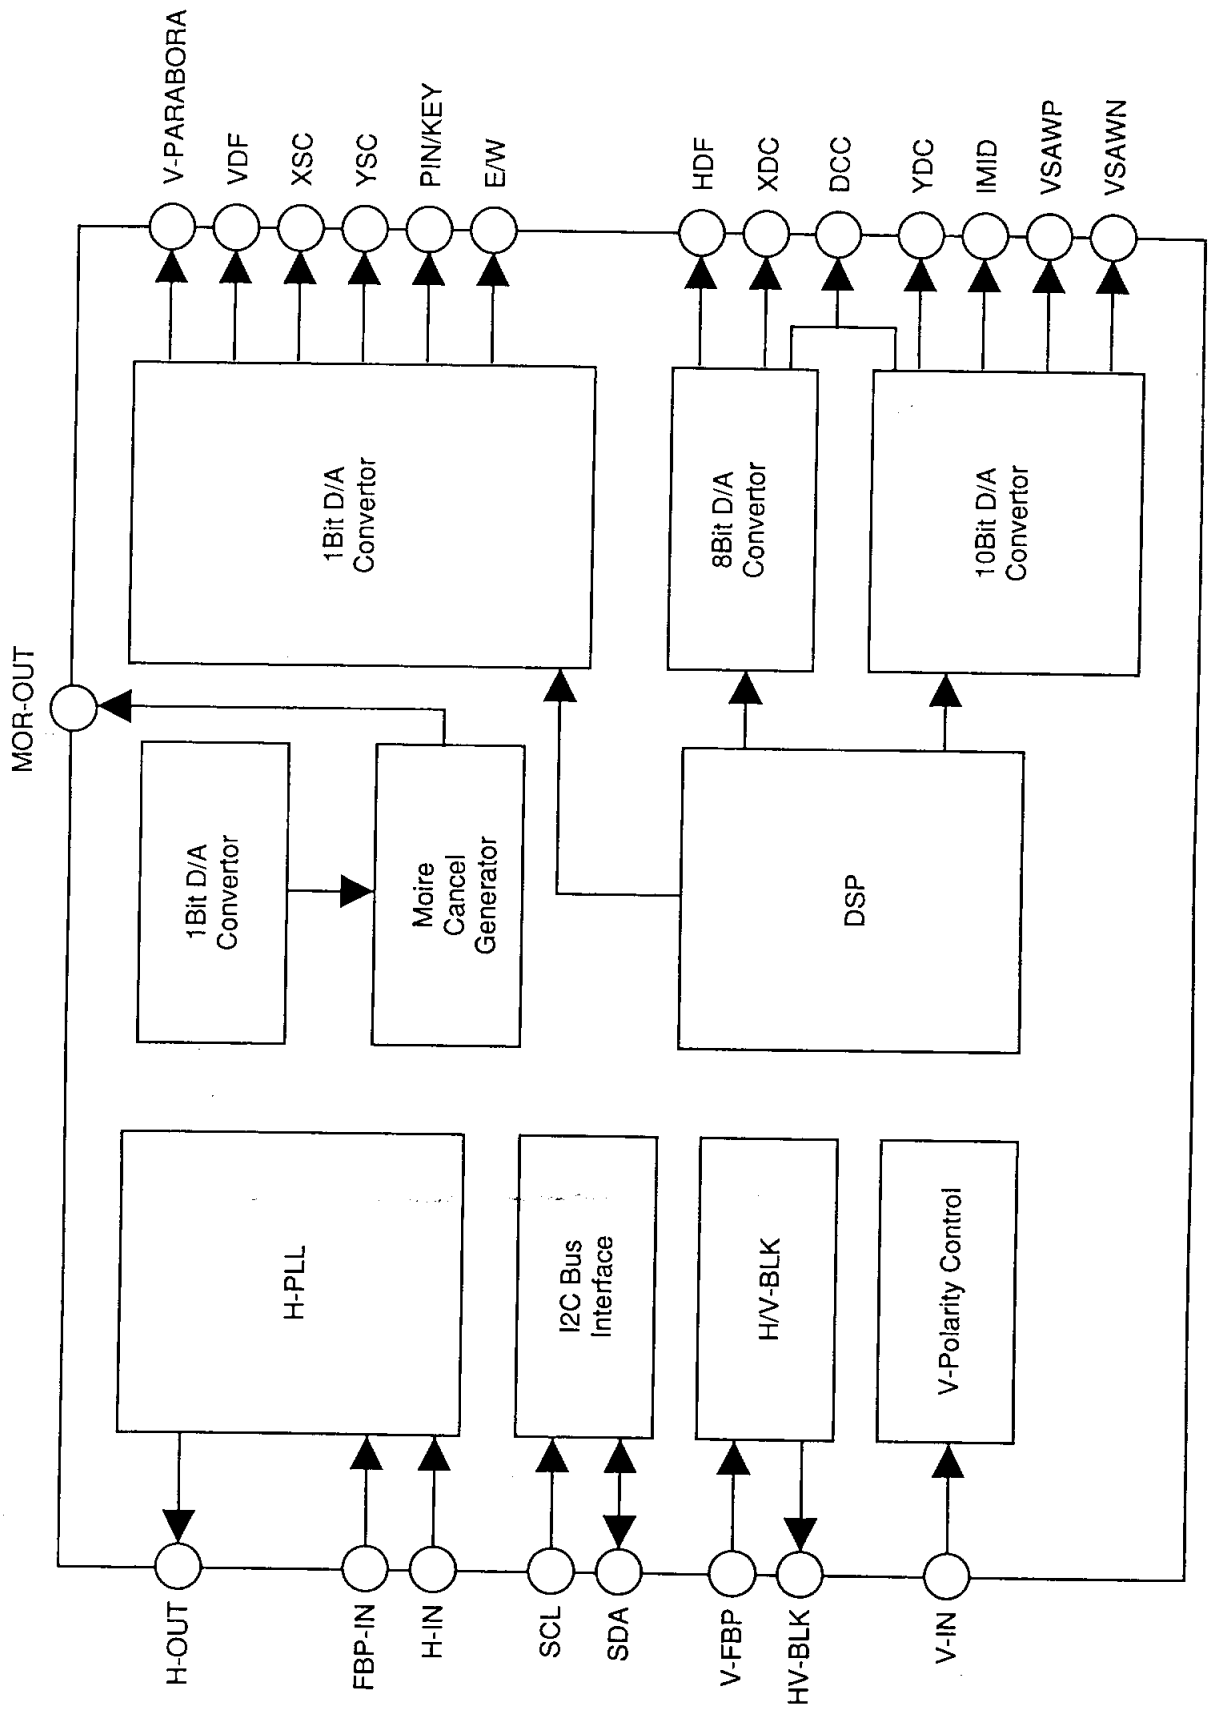 MOR-OUT
H-OUT
FBP-IN
H-IN
SCL
SDA
V-FBP
HV-BLK
V-IN
H-PLL
I2C Bus
Interface
H/V-BLK
V-Polarity Control
1Bit D/A
Convertor
Moire
Cancel
Generator
DSP
1Bit D/A
Convertor
8Bit D/A
Convertor
10Bit D/A
Convertor
V-PARABORA
VDF
XSC
YSC
PIN/KEY
E/W
HDF
XDC
DCC
YDC
IMID
VSAWP
VSAWN